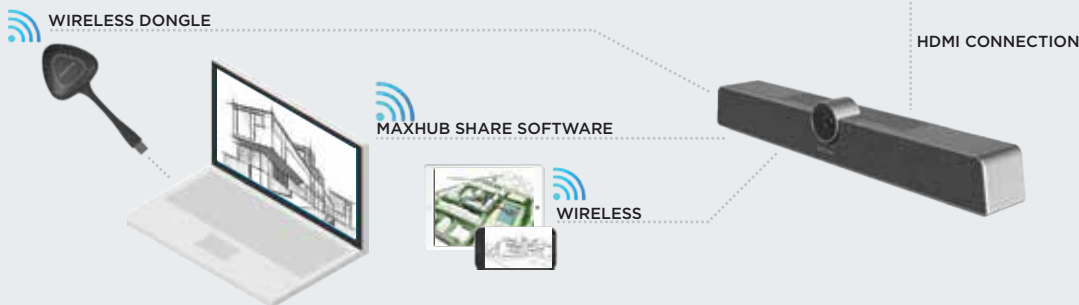 WIRELESS DONGLE
HDMI CONNECTION
MAXHUB SHARE SOFTWARE
WIRELESS